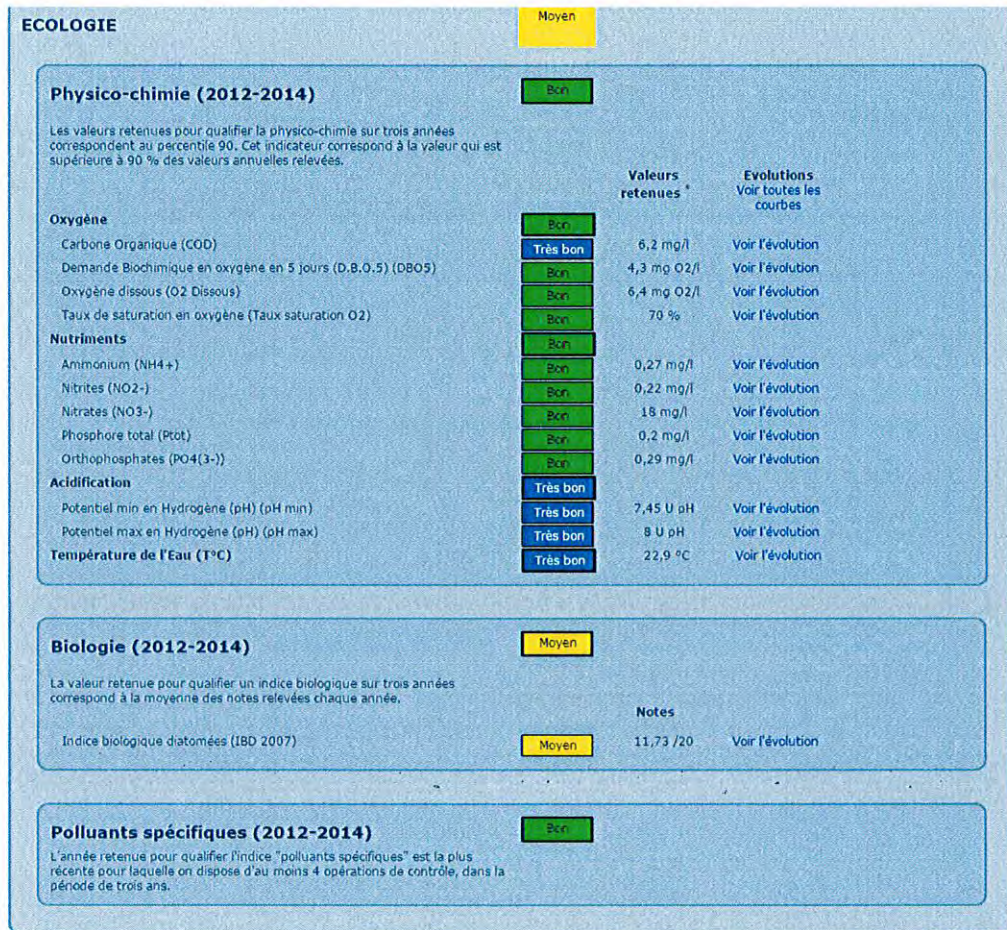 ECOLOGIE Moyen
Physico-chimie (2012-2014) Bon
Les valeurs retenues pour qualifier la physico-chimie sur trois années
correspondent au percentile 90. Cet indicateur correspond à la valeur qui est
supérieure à 90 % des valeurs annuelles relevées.
Valeurs retenues * Evolutions
Voir toutes les courbes
Oxygène Bon
Carbone Organique (COD) Très bon 6,2 mg/l Voir l'évolution
Demande Biochimique en oxygène en 5 jours (D.B.O.5) (DBO5) Bon 4,3 mg O2/l Voir l'évolution
Oxygène dissous (O2 Dissous) Bon 6,4 mg O2/l Voir l'évolution
Taux de saturation en oxygène (Taux saturation O2) Bon 70 % Voir l'évolution
Nutriments Bon
Ammonium (NH4+) Bon 0,27 mg/l Voir l'évolution
Nitrites (NO2-) Bon 0,22 mg/l Voir l'évolution
Nitrates (NO3-) Bon 18 mg/l Voir l'évolution
Phosphore total (Ptot) Bon 0,2 mg/l Voir l'évolution
Orthophosphates (PO4(3-)) Bon 0,29 mg/l Voir l'évolution
Acidification Très bon
Potentiel min en Hydrogène (pH) (pH min) Très bon 7,45 U pH Voir l'évolution
Potentiel max en Hydrogène (pH) (pH max) Très bon 8 U pH Voir l'évolution
Température de l'Eau (T°C) Très bon 22,9 °C Voir l'évolution
Biologie (2012-2014) Moyen
La valeur retenue pour qualifier un indice biologique sur trois années
correspond à la moyenne des notes relevées chaque année.
Notes
Indice biologique diatomées (IBD 2007) Moyen 11,73 /20 Voir l'évolution
Polluants spécifiques (2012-2014) Bon
L'année retenue pour qualifier l'indice "polluants spécifiques" est la plus
récente pour laquelle on dispose d'au moins 4 opérations de contrôle, dans la
période de trois ans.